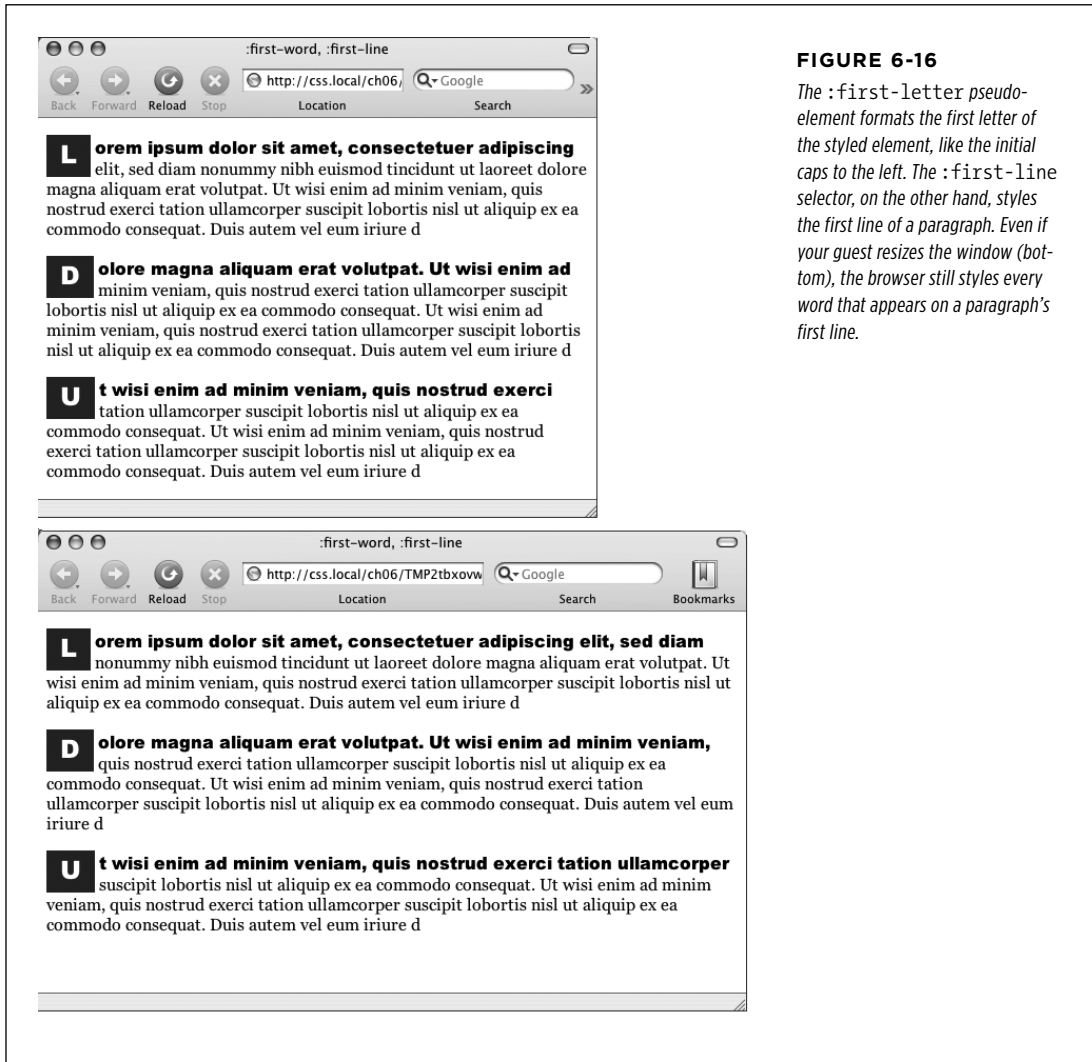 :first-word, :first-line
http://css.local/ch06/
Google
Back Forward Reload Stop Location Search
L orem ipsum dolor sit amet, consectetuer adipiscing
elit, sed diam nonummy nibh euismod tincidunt ut laoreet dolore
magna aliquam erat volutpat. Ut wisi enim ad minim veniam, quis
nostrud exerci tation ullamcorper suscipit lobortis nisl ut aliquip ex ea
commodo consequat. Duis autem vel eum iriure d
D olore magna aliquam erat volutpat. Ut wisi enim ad
minim veniam, quis nostrud exerci tation ullamcorper suscipit
lobortis nisl ut aliquip ex ea commodo consequat. Ut wisi enim ad
minim veniam, quis nostrud exerci tation ullamcorper suscipit lobortis
nisl ut aliquip ex ea commodo consequat. Duis autem vel eum iriure d
U t wisi enim ad minim veniam, quis nostrud exerci
tation ullamcorper suscipit lobortis nisl ut aliquip ex ea
commodo consequat. Ut wisi enim ad minim veniam, quis nostrud
exerci tation ullamcorper suscipit lobortis nisl ut aliquip ex ea
commodo consequat. Duis autem vel eum iriure d
:first-word, :first-line
http://css.local/ch06/TMP2tbxovw
Google
Back Forward Reload Stop Location Search Bookmarks
L orem ipsum dolor sit amet, consectetuer adipiscing elit, sed diam
nonummy nibh euismod tincidunt ut laoreet dolore magna aliquam erat volutpat. Ut
wisi enim ad minim veniam, quis nostrud exerci tation ullamcorper suscipit lobortis nisl ut
aliquip ex ea commodo consequat. Duis autem vel eum iriure d
D olore magna aliquam erat volutpat. Ut wisi enim ad minim veniam,
quis nostrud exerci tation ullamcorper suscipit lobortis nisl ut aliquip ex ea
commodo consequat. Ut wisi enim ad minim veniam, quis nostrud exerci tation
ullamcorper suscipit lobortis nisl ut aliquip ex ea commodo consequat. Duis autem vel eum
iriure d
U t wisi enim ad minim veniam, quis nostrud exerci tation ullamcorper
suscipit lobortis nisl ut aliquip ex ea commodo consequat. Ut wisi enim ad minim
veniam, quis nostrud exerci tation ullamcorper suscipit lobortis nisl ut aliquip ex ea
commodo consequat. Duis autem vel eum iriure d
FIGURE 6-16
The :first-letter pseudo-
element formats the first letter of
the styled element, like the initial
caps to the left. The :first-line
selector, on the other hand, styles
the first line of a paragraph. Even if
your guest resizes the window (bot-
tom), the browser still styles every
word that appears on a paragraph's
first line.